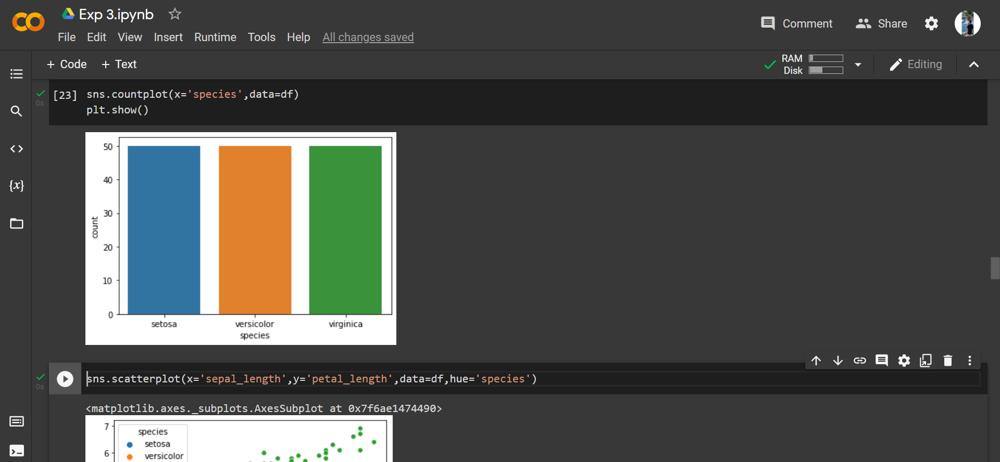 Exp 3.ipynb
Comment
Share
File Edit View Insert Runtime Tools Help All changes saved
+ Code + Text
RAM
Disk
Editing
[23] sns.countplot(x='species',data=df)
0s
plt.show()
50
40
30
20
10
0
count
setosa versicolor virginica
species
sns.scatterplot(x='sepal_length',y='petal_length',data=df,hue='species')
0s
<matplotlib.axes._subplots.AxesSubplot at 0x7f6ae1474490>
7
species
setosa
6
versicolor